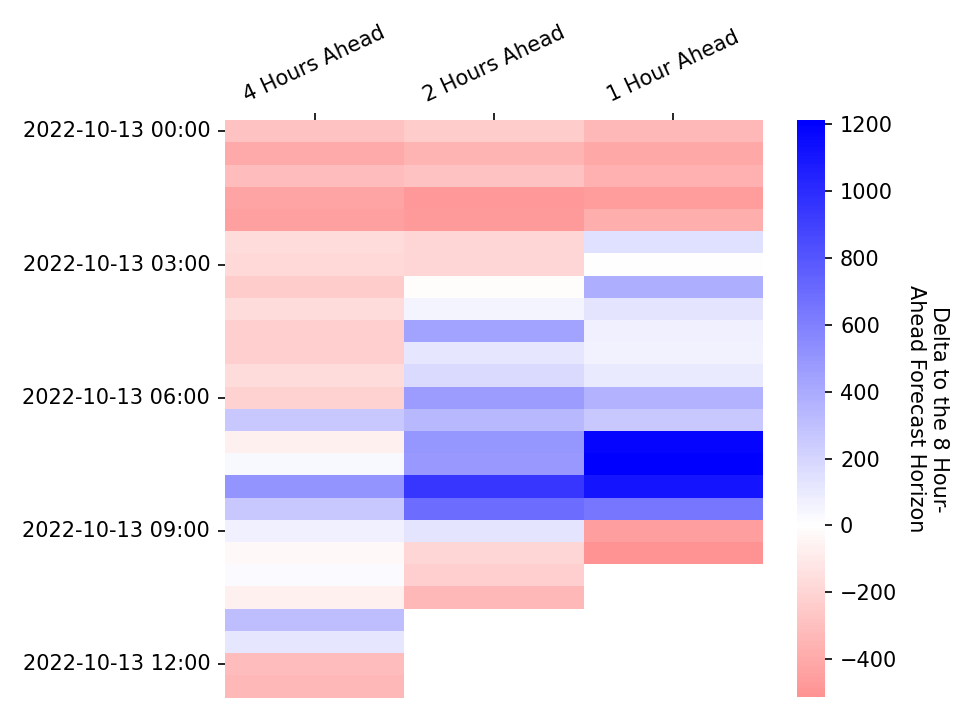 4 Hours Ahead
2 Hours Ahead
1 Hour Ahead
2022-10-13 00:00
2022-10-13 03:00
2022-10-13 06:00
2022-10-13 09:00
2022-10-13 12:00
1200
1000
800
600
400
200
0
−200
−400
Delta to the 8 Hour-
Ahead Forecast Horizon